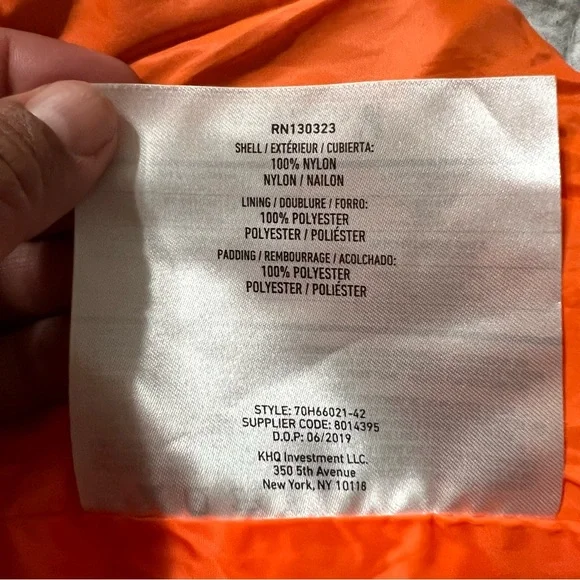 RN130323
SHELL / EXTÉRIEUR / CUBIERTA:
100% NYLON
NYLON / NAILON
LINING / DOUBLURE / FORRO:
100% POLYESTER
POLYESTER / POLIÉSTER
PADDING / REMBOURRAGE / ACOLCHADO:
100% POLYESTER
POLYESTER / POLIÉSTER
STYLE: 70H66021-42
SUPPLIER CODE: 8014395
D.O.P: 06/2019
KHQ Investment LLC.
350 5th Avenue
New York, NY 10118